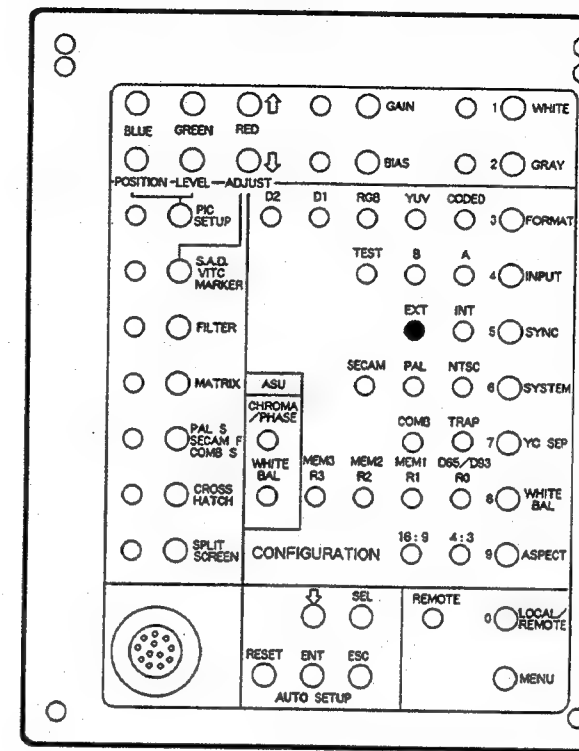 GAIN 1 WHITE
BLUE GREEN RED
BIAS 2 GRAY
POSITION LEVEL ADJUST
D2 D1 RGB YUV CODED
PIC SETUP 3 FORMAT
TEST B A
S.A.D. VITC MARKER 4 INPUT
EXT INT
FILTER 5 SYNC
SECAM PAL NTSC
MATRIX ASU 6 SYSTEM
CHROMA /PHASE COMB TRAP
PAL S SECAM F COMB S 7 YC SEP
WHITE BAL MEM3 R3 MEM2 R2 MEM1 R1 D65/D93 R0
CROSS HATCH 8 WHITE BAL
16:9 4:3
SPLIT SCREEN CONFIGURATION 9 ASPECT
SEL REMOTE
0 LOCAL/ REMOTE
RESET ENT ESC
MENU
AUTO SETUP